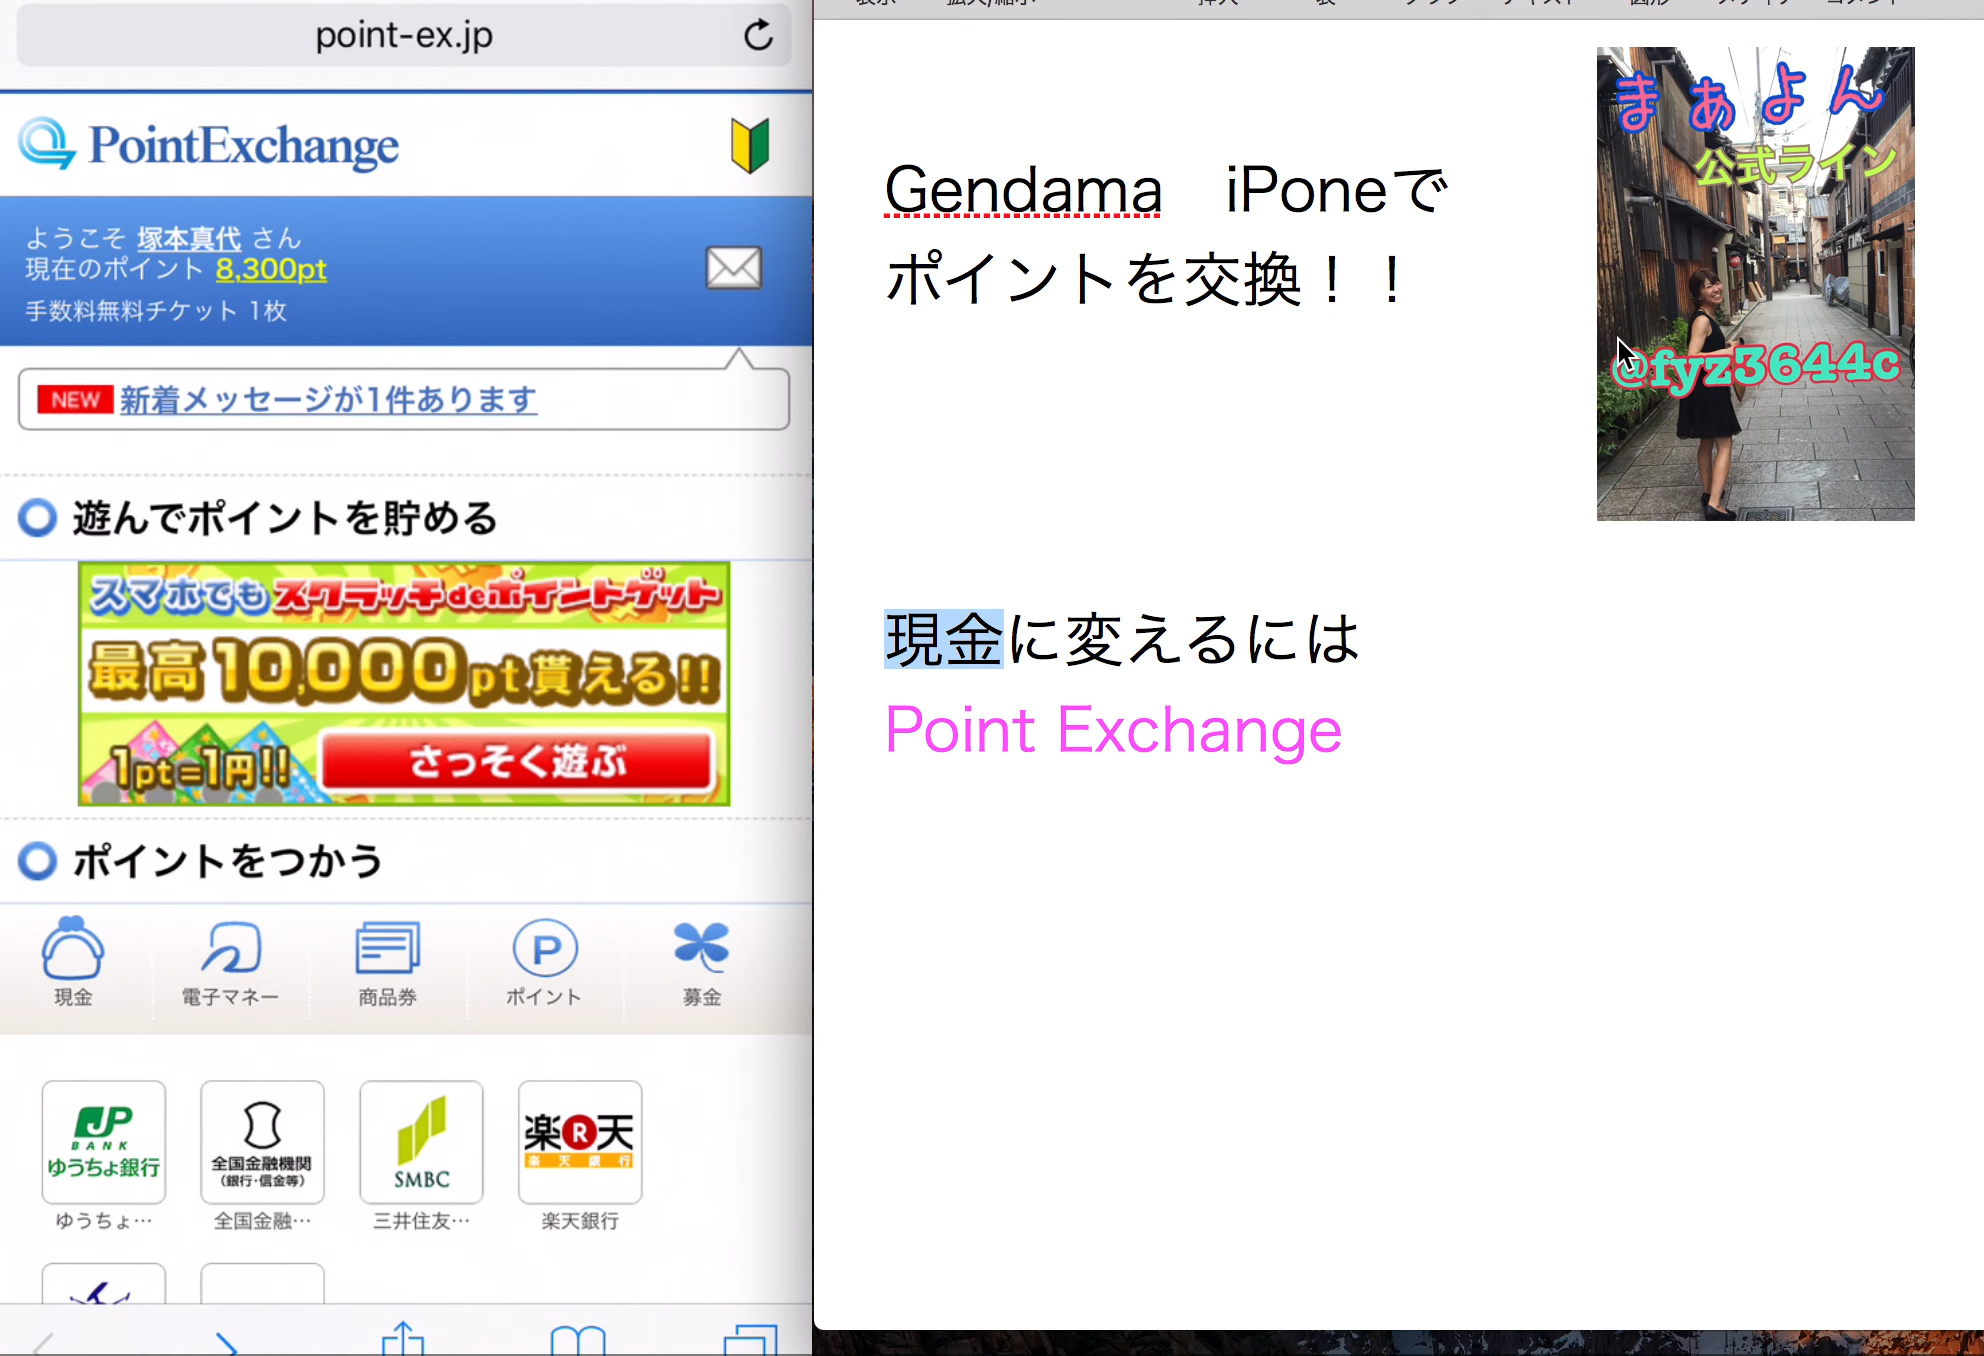 point-ex.jp
PointExchange
ようこそ 塚本真代 さん
現在のポイント 8,300pt
手数料無料チケット 1枚
NEW 新着メッセージが1件あります
遊んでポイントを貯める
スマホでもスクラッチdeポイントゲット
最高10,000pt貰える!!
1pt=1円!!
さっそく遊ぶ
ポイントをつかう
現金
電子マネー
商品券
P
ポイント
募金
JP
BANK
ゆうちょ銀行
ゆうちょ…
全国金融機関
(銀行・信金等)
全国金融…
SMBC
三井住友…
楽R天
楽天銀行
楽天銀行
Gendama　iPoneで
ポイントを交換！！
現金に変えるには
Point Exchange
まぁよん
公式ライン
@fyz3644c